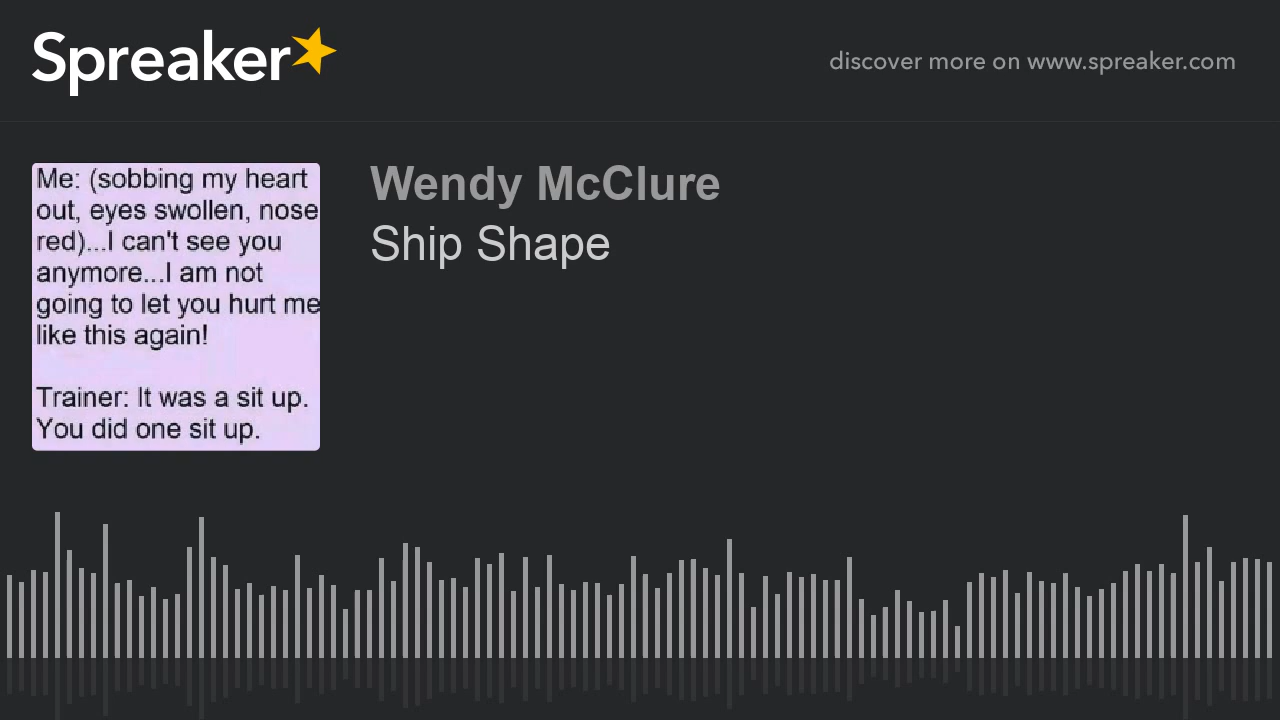 Spreaker
discover more on www.spreaker.com
Me: (sobbing my heart
out, eyes swollen, nose
red)...I can't see you
anymore...I am not
going to let you hurt me
like this again!
Trainer: It was a sit up.
You did one sit up.
Wendy McClure
Ship Shape